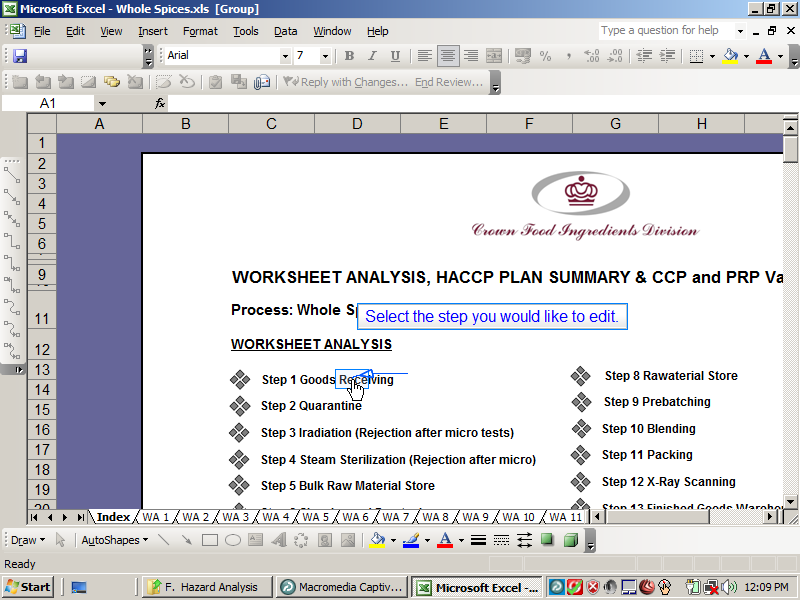 Microsoft Excel - Whole Spices.xls [Group]
File Edit View Insert Format Tools Data Window Help
Type a question for help
Arial 7 B I U
Reply with Changes... End Review...
A1 fx
A B C D E F G H
1
2
3
4
5
6
9
11
12
13
14
15
16
17
18
19
Crown Food Ingredients Division
WORKSHEET ANALYSIS, HACCP PLAN SUMMARY & CCP and PRP Va
Process: Whole Sp
Select the step you would like to edit.
WORKSHEET ANALYSIS
Step 1 Goods Receiving
Step 2 Quarantine
Step 3 Iradiation (Rejection after micro tests)
Step 4 Steam Sterilization (Rejection after micro)
Step 5 Bulk Raw Material Store
Step 8 Rawaterial Store
Step 9 Prebatching
Step 10 Blending
Step 11 Packing
Step 12 X-Ray Scanning
Step 13 Finished Goods Warehou
Index WA 1 WA 2 WA 3 WA 4 WA 5 WA 6 WA 7 WA 8 WA 9 WA 10 WA 11
Draw AutoShapes
Ready
Start F. Hazard Analysis Macromedia Captiv... Microsoft Excel -... 12:09 PM